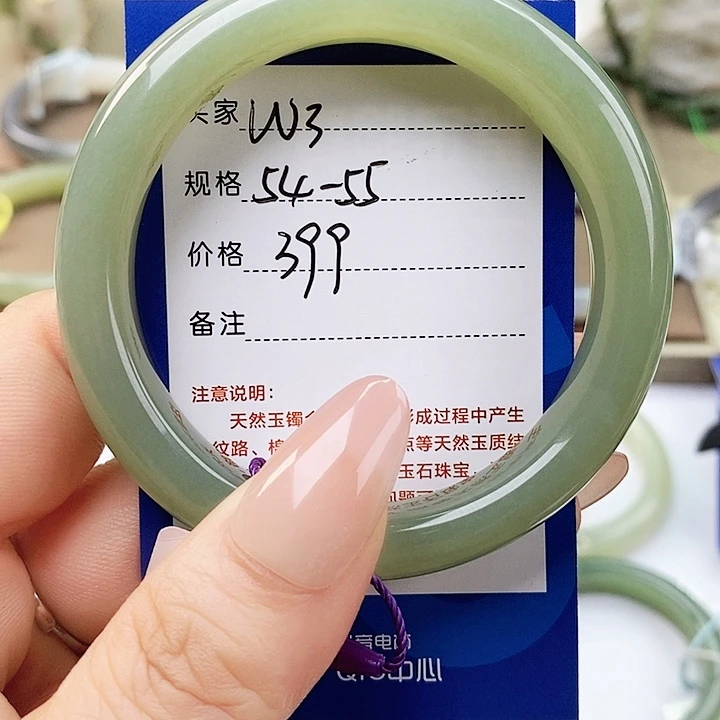 家 W3
规格 54-55
价格 399
备注
注意说明:
天然玉镯 形成过程中产生
纹路、 点等天然玉质结
玉石珠宝
中心